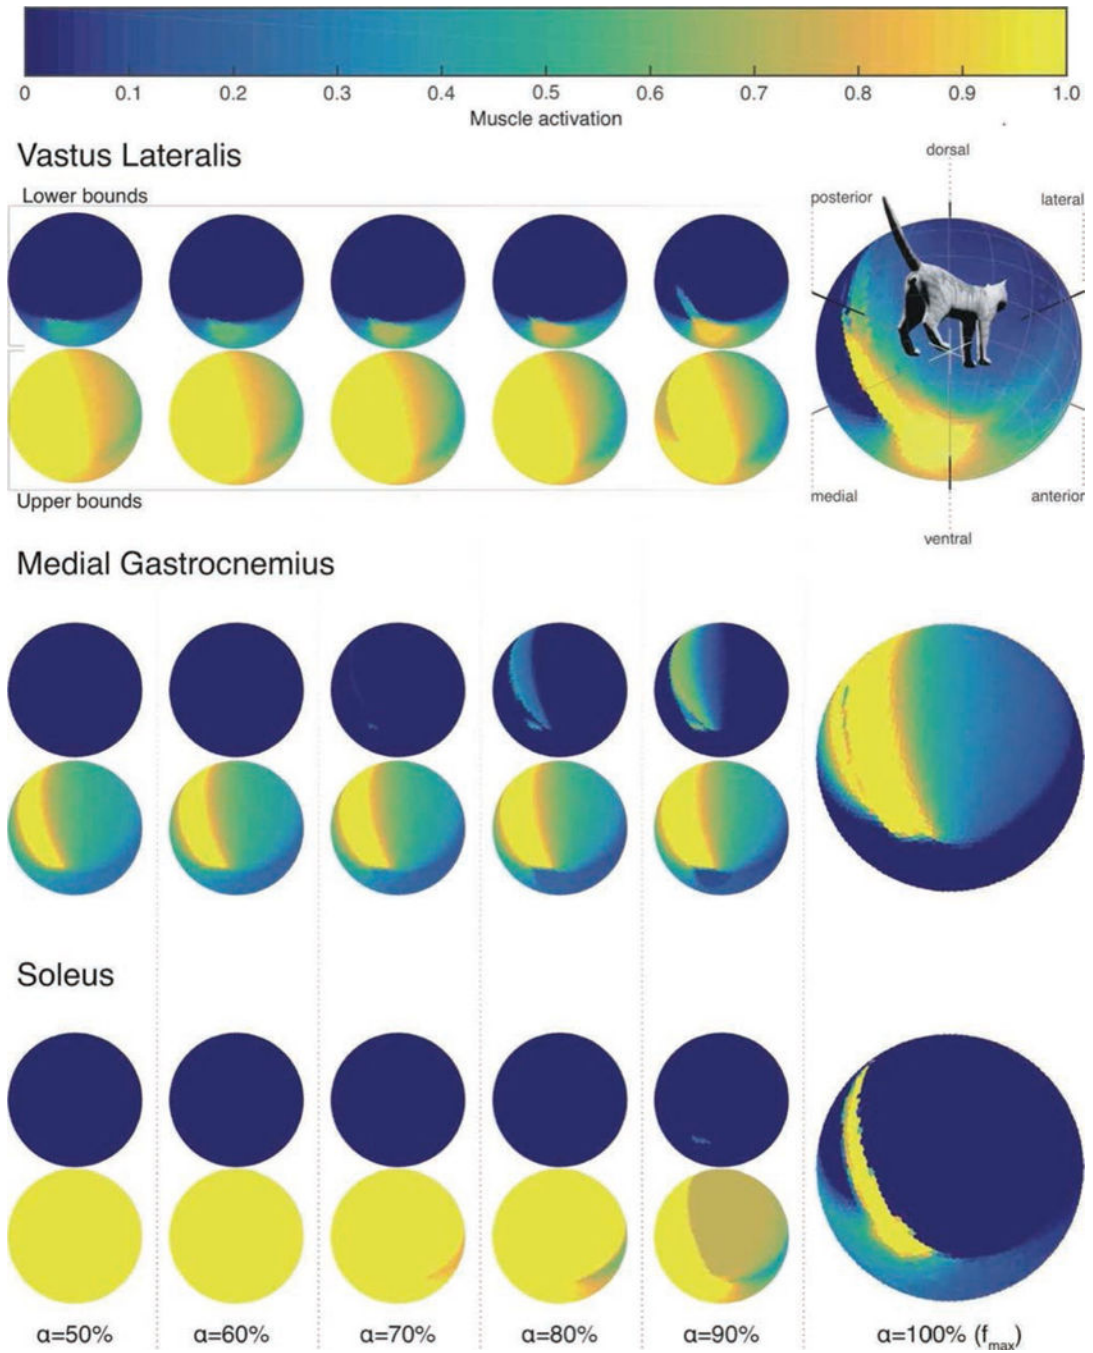 0 0.1 0.2 0.3 0.4 0.5 0.6 0.7 0.8 0.9 1.0
Muscle activation
Vastus Lateralis
Lower bounds
Upper bounds
dorsal
posterior
lateral
medial
anterior
ventral
Medial Gastrocnemius
Soleus
α=50% α=60% α=70% α=80% α=90% α=100% (fmax)